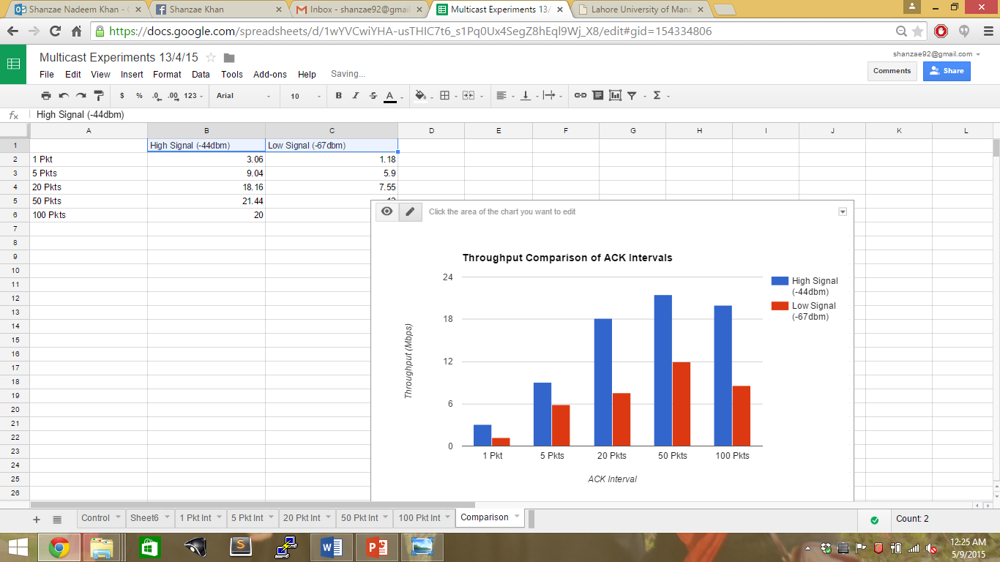 Shanzae Nadeem Khan - 
Shanzae Khan
Inbox - shanzae92@gmail
Multicast Experiments 13/
Lahore University of Mana
https://docs.google.com/spreadsheets/d/1wYVCwiYHA-usTHIC7t6_s1Pq0Ux4SegZ8hEql9Wj_X8/edit#gid=154334806
Multicast Experiments 13/4/15
shanzae92@gmail.com
File Edit View Insert Format Data Tools Add-ons Help Saving...
Comments Share
$ % .0 .00 123 Arial 10 B I S A Σ
fx High Signal (-44dbm)
A B C D E F G H I J K L
1 High Signal (-44dbm) Low Signal (-67dbm)
2 1 Pkt 3.06 1.18
3 5 Pkts 9.04 5.9
4 20 Pkts 18.16 7.55
5 50 Pkts 21.44
6 100 Pkts 20
7
8
9
10
11
12
13
14
15
16
17
18
19
20
21
22
23
24
25
26
Click the area of the chart you want to edit
Throughput Comparison of ACK Intervals
High Signal
(-44dbm)
Low Signal
(-67dbm)
Throughput (Mbps)
24
18
12
6
0
1 Pkt 5 Pkts 20 Pkts 50 Pkts 100 Pkts
ACK Interval
+ Control Sheet6 1 Pkt Int 5 Pkt Int 20 Pkt Int 50 Pkt Int 100 Pkt Int Comparison
Count: 2
12:25 AM
5/9/2015